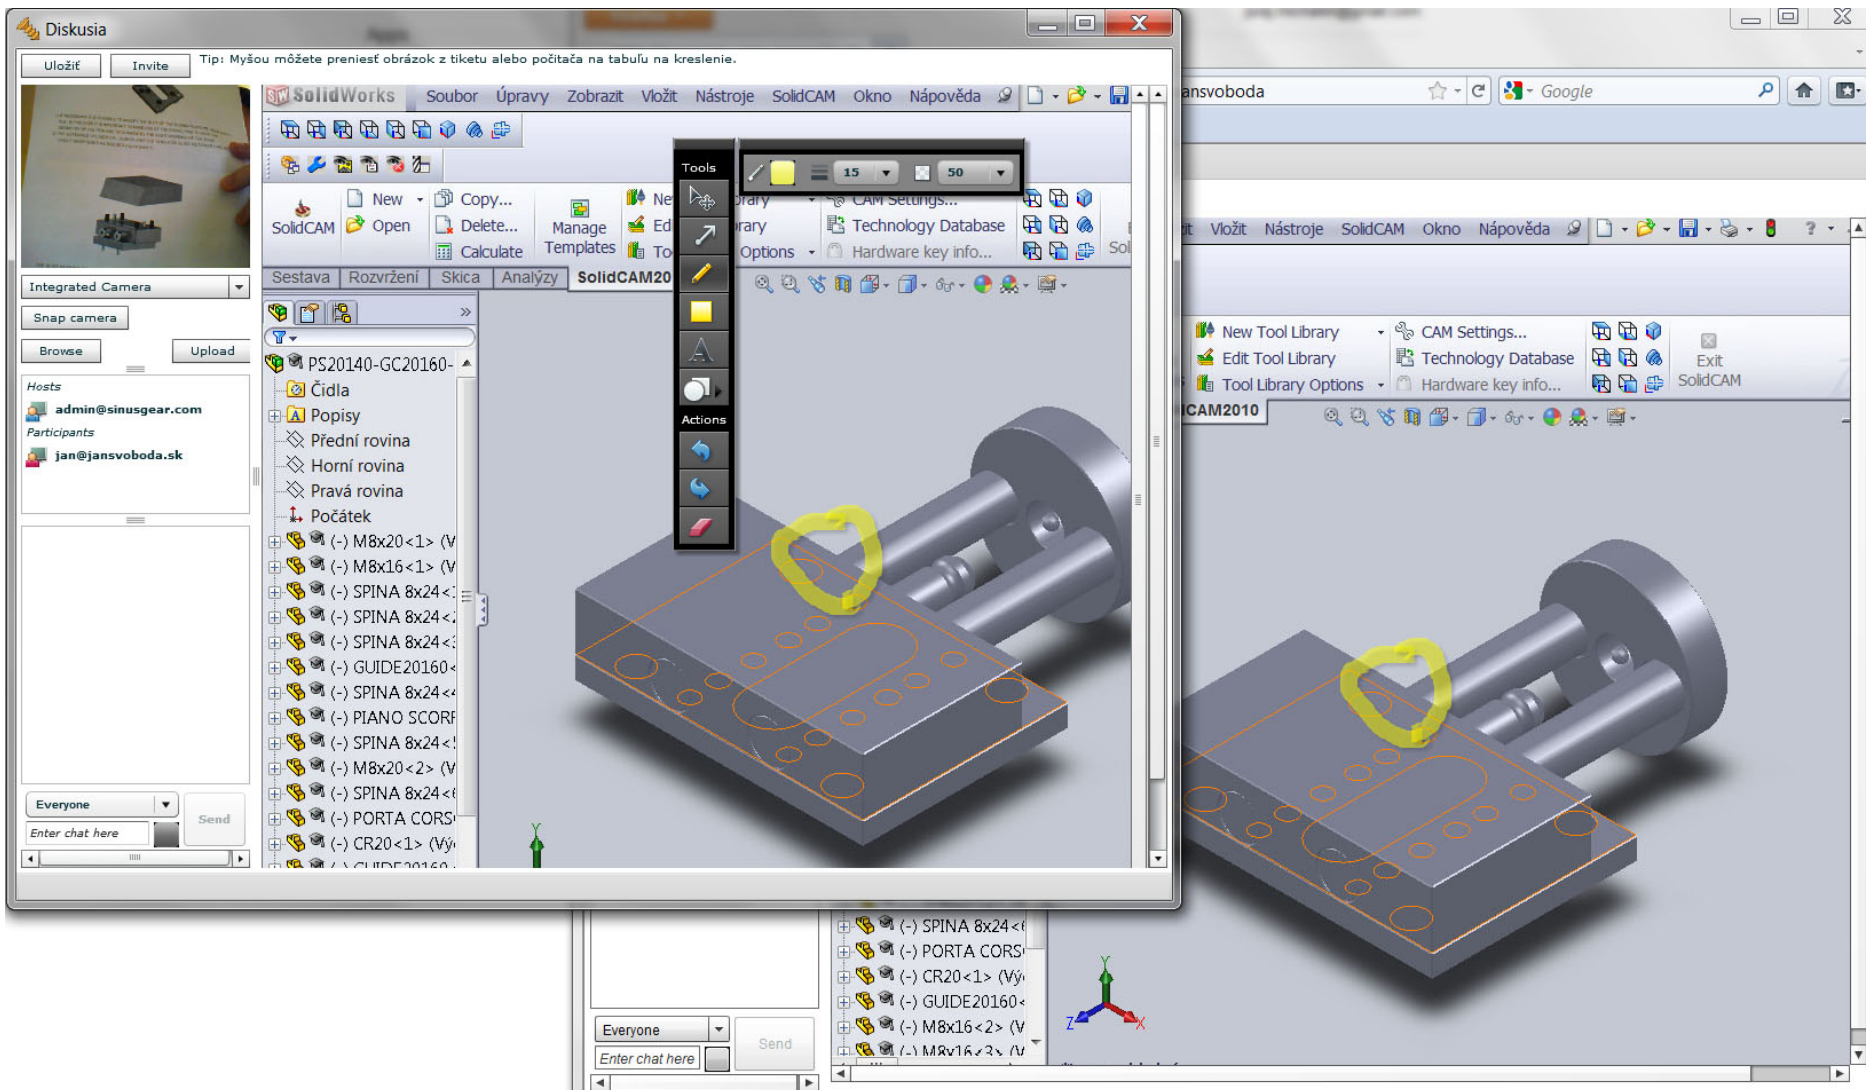 Diskusia
Uložiť
Invite
Tip: Myšou môžete preniesť obrázok z tiketu alebo počitača na tabuľu na kreslenie.
SolidWorks Soubor Úpravy Zobrazit Vložit Nástroje SolidCAM Okno Nápověda
Tools
15
50
SolidCAM
New
Open
Copy...
Delete...
Calculate
Manage
Templates
CAM Settings...
Technology Database
Options
Hardware key info...
Sestava Rozvržení Skica Analýzy SolidCAM20
Integrated Camera
Snap camera
Browse
Upload
Hosts
admin@sinusgear.com
Participants
jan@jansvoboda.sk
PS20140-GC20160-
Čidla
A Popisy
Přední rovina
Horní rovina
Pravá rovina
Počátek
(-) M8x20<1> (V
(-) M8x16<1> (V
(-) SPINA 8x24<
(-) SPINA 8x24<
(-) SPINA 8x24<
(-) GUIDE20160<
(-) SPINA 8x24<
(-) PIANO SCORR
(-) SPINA 8x24<
(-) M8x20<2> (V
(-) SPINA 8x24<
(-) PORTA CORS
(-) CR20<1> (Vý
A
Actions
Y
Everyone
Send
Enter chat here
ansvoboda
Google
Vložit Nástroje SolidCAM Okno Nápověda
New Tool Library
Edit Tool Library
Tool Library Options
CAM Settings...
Technology Database
Hardware key info...
Exit
SolidCAM
CAM2010
(-) SPINA 8x24<
(-) PORTA CORS
(-) CR20<1> (Vý
(-) GUIDE20160<
(-) M8x16<2> (V
(-) M8x16<3> (V
Y
Z
X
Everyone
Send
Enter chat here